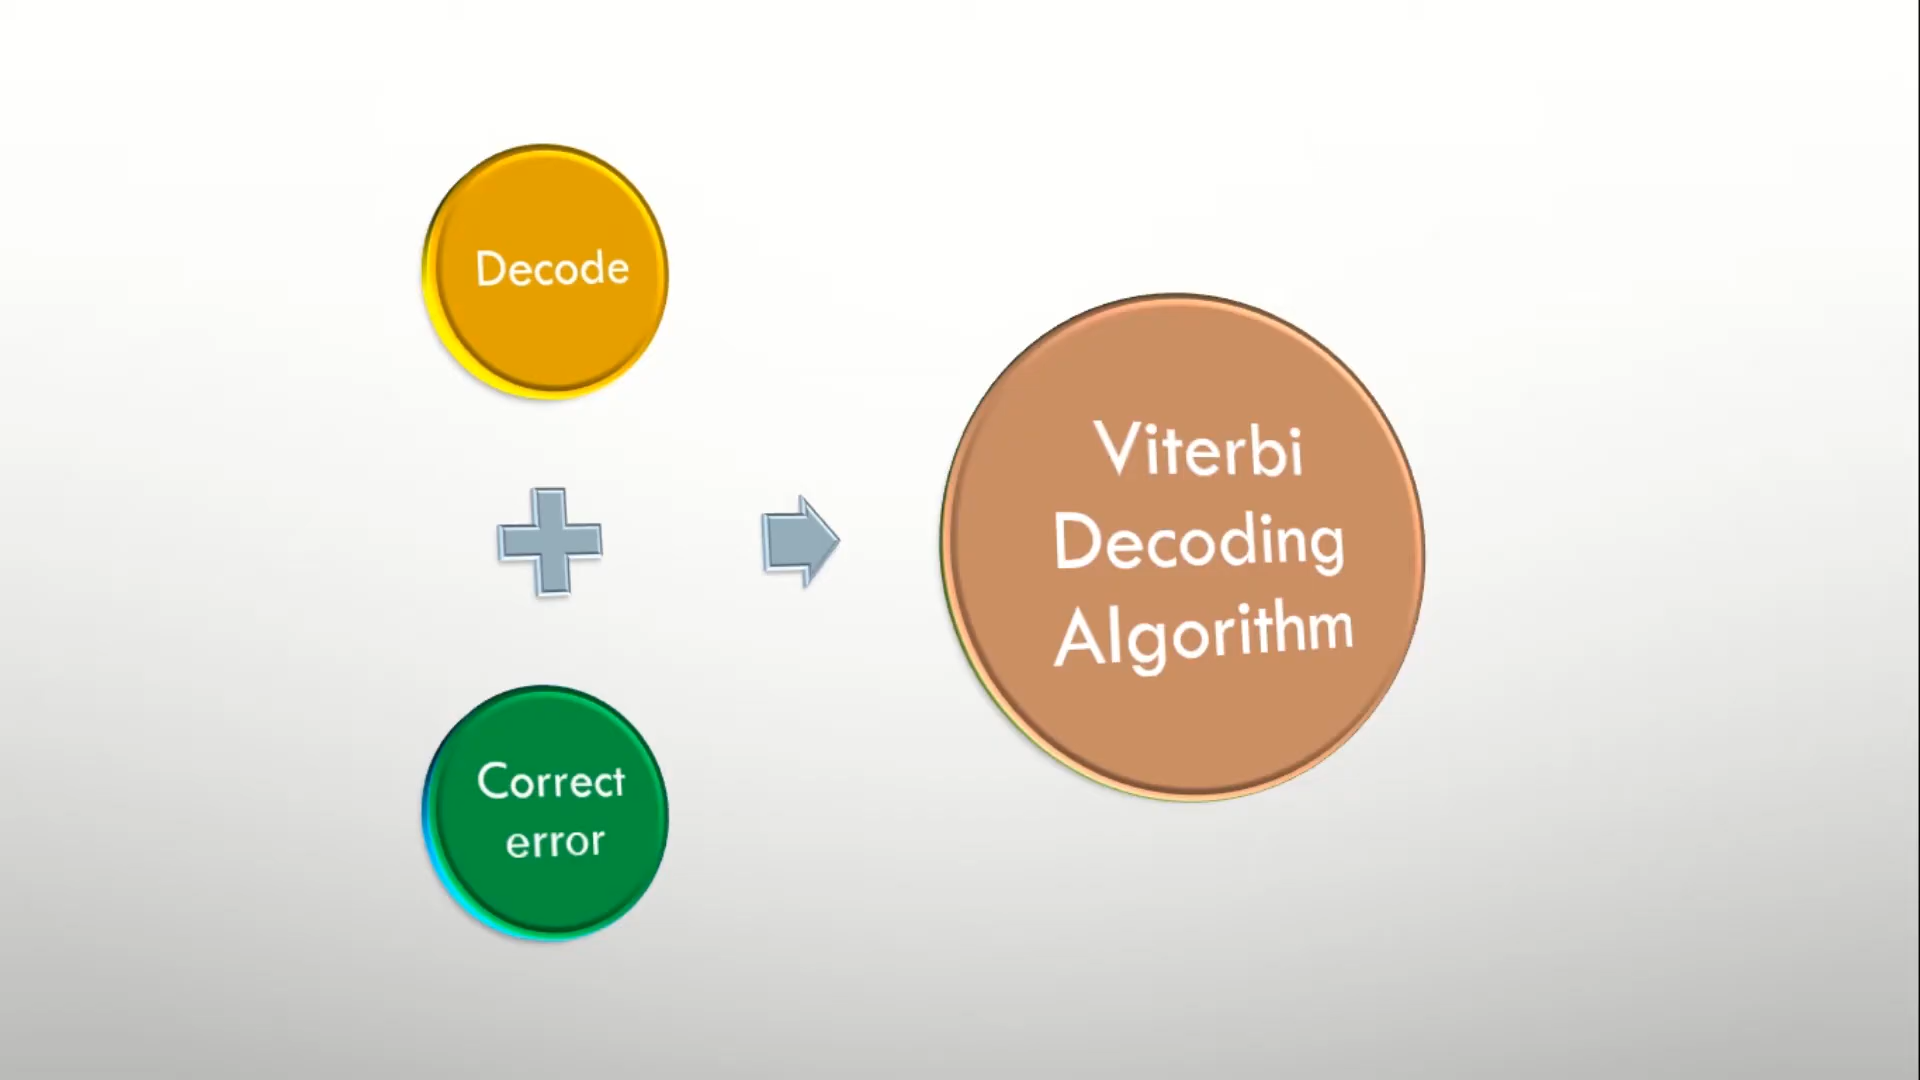 Decode
Correct
error
Viterbi
Decoding
Algorithm